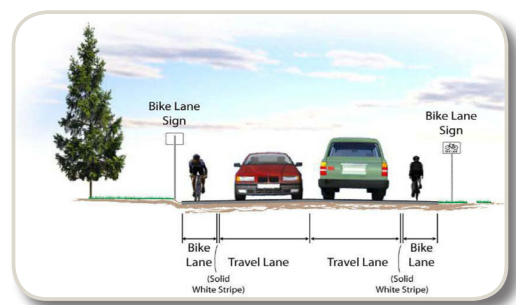 Bike Lane
Sign
Bike Lane
Sign
Bike
Lane
(Solid
White Stripe)
Travel Lane
Travel Lane
(Solid
White Stripe)
Bike
Lane